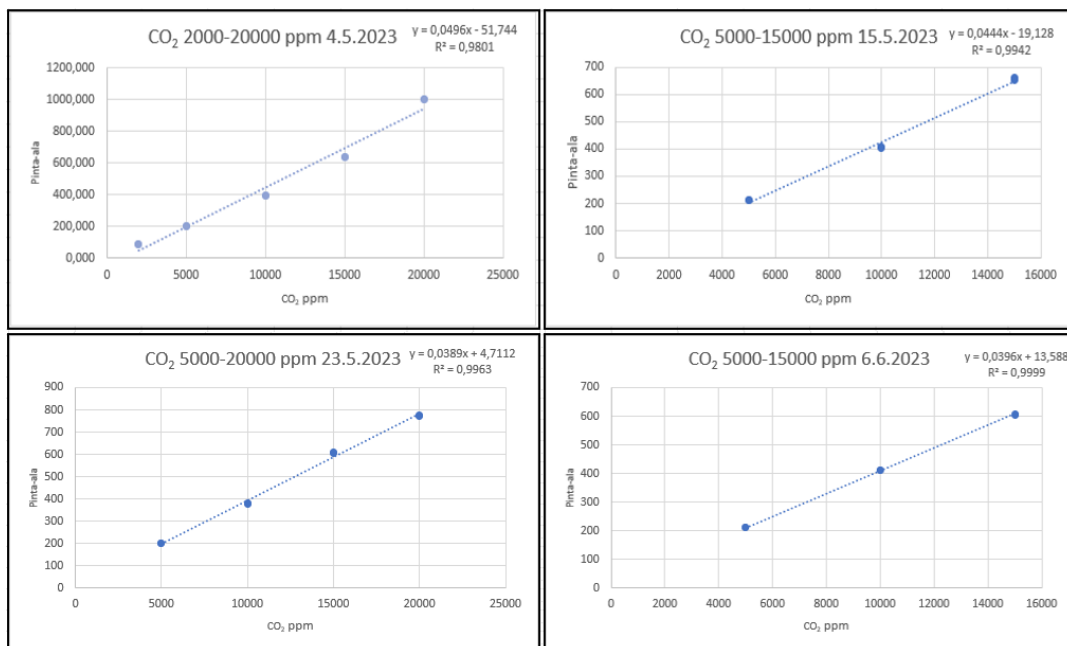 CO₂ 2000-20000 ppm 4.5.2023
y = 0,0496x - 51,744
R² = 0,9801
1200,000
1000,000
800,000
600,000
400,000
200,000
0,000
Pinta-ala
0 5000 10000 15000 20000 25000
CO₂ ppm
CO₂ 5000-15000 ppm 15.5.2023
y = 0,0444x - 19,128
R² = 0,9942
700
600
500
400
300
200
100
0
Pinta-ala
0 2000 4000 6000 8000 10000 12000 14000 16000
CO₂ ppm
CO₂ 5000-20000 ppm 23.5.2023
y = 0,0389x + 4,7112
R² = 0,9963
900
800
700
600
500
400
300
200
100
0
Pinta-ala
0 5000 10000 15000 20000 25000
CO₂ ppm
CO₂ 5000-15000 ppm 6.6.2023
y = 0,0396x + 13,588
R² = 0,9999
700
600
500
400
300
200
100
0
Pinta-ala
0 2000 4000 6000 8000 10000 12000 14000 16000
CO₂ ppm